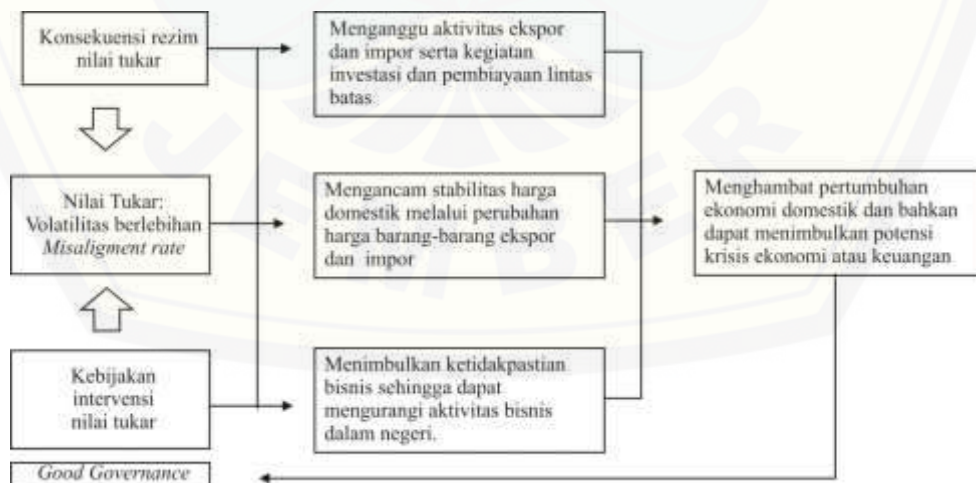 Konsekuensi rezim
nilai tukar
Menganggu aktivitas ekspor
dan impor serta kegiatan
investasi dan pembiayaan lintas
batas
Nilai Tukar:
Volatilitas berlebihan
Misaligment rate
Mengancam stabilitas harga
domestik melalui perubahan
harga barang-barang ekspor
dan impor
Menghambat pertumbuhan
ekonomi domestik dan bahkan
dapat menimbulkan potensi
krisis ekonomi atau keuangan
Kebijakan
intervensi
nilai tukar
Menimbulkan ketidakpastian
bisnis sehingga dapat
mengurangi aktivitas bisnis
dalam negeri.
Good Governance
JEMBER